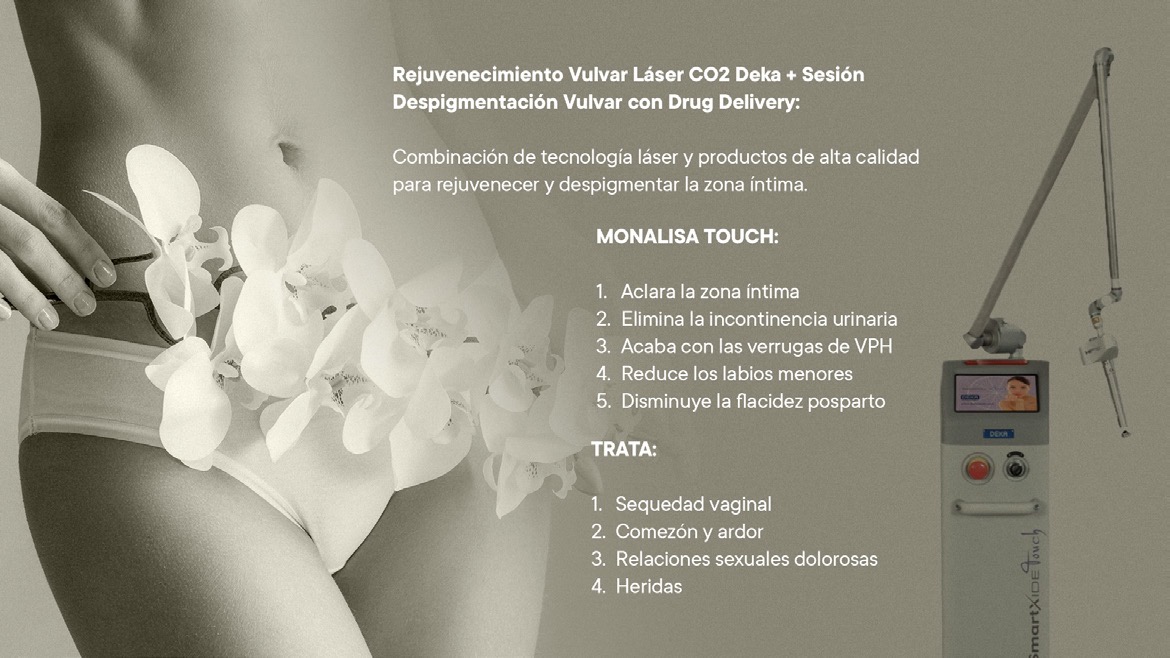 Rejuvenecimiento Vulvar Láser CO2 Deka + Sesión
Despigmentación Vulvar con Drug Delivery:
Combinación de tecnología láser y productos de alta calidad
para rejuvenecer y despigmentar la zona íntima.
MONALISA TOUCH:
1. Aclara la zona íntima
2. Elimina la incontinencia urinaria
3. Acaba con las verrugas de VPH
4. Reduce los labios menores
5. Disminuye la flacidez posparto
TRATA:
1. Sequedad vaginal
2. Comezón y ardor
3. Relaciones sexuales dolorosas
4. Heridas
DEKA
SmartXIDE Touch